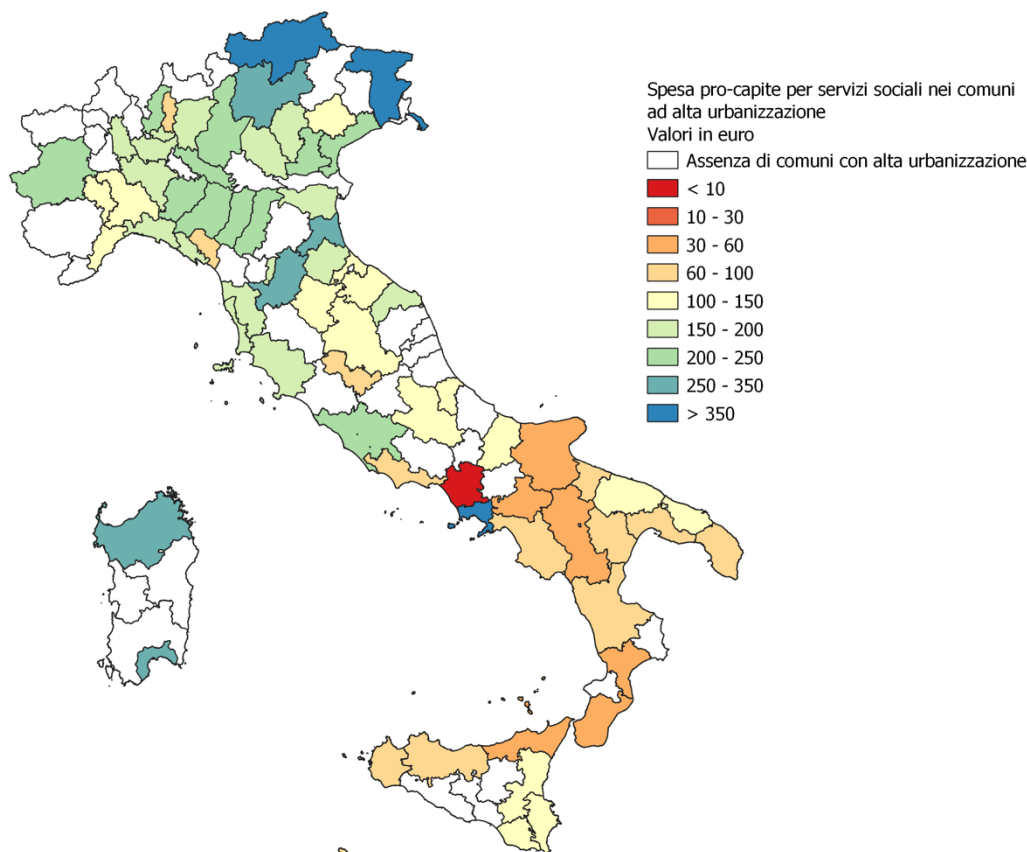 Spesa pro-capite per servizi sociali nei comuni
ad alta urbanizzazione
Valori in euro
Assenza di comuni con alta urbanizzazione
< 10
10 - 30
30 - 60
60 - 100
100 - 150
150 - 200
200 - 250
250 - 350
> 350